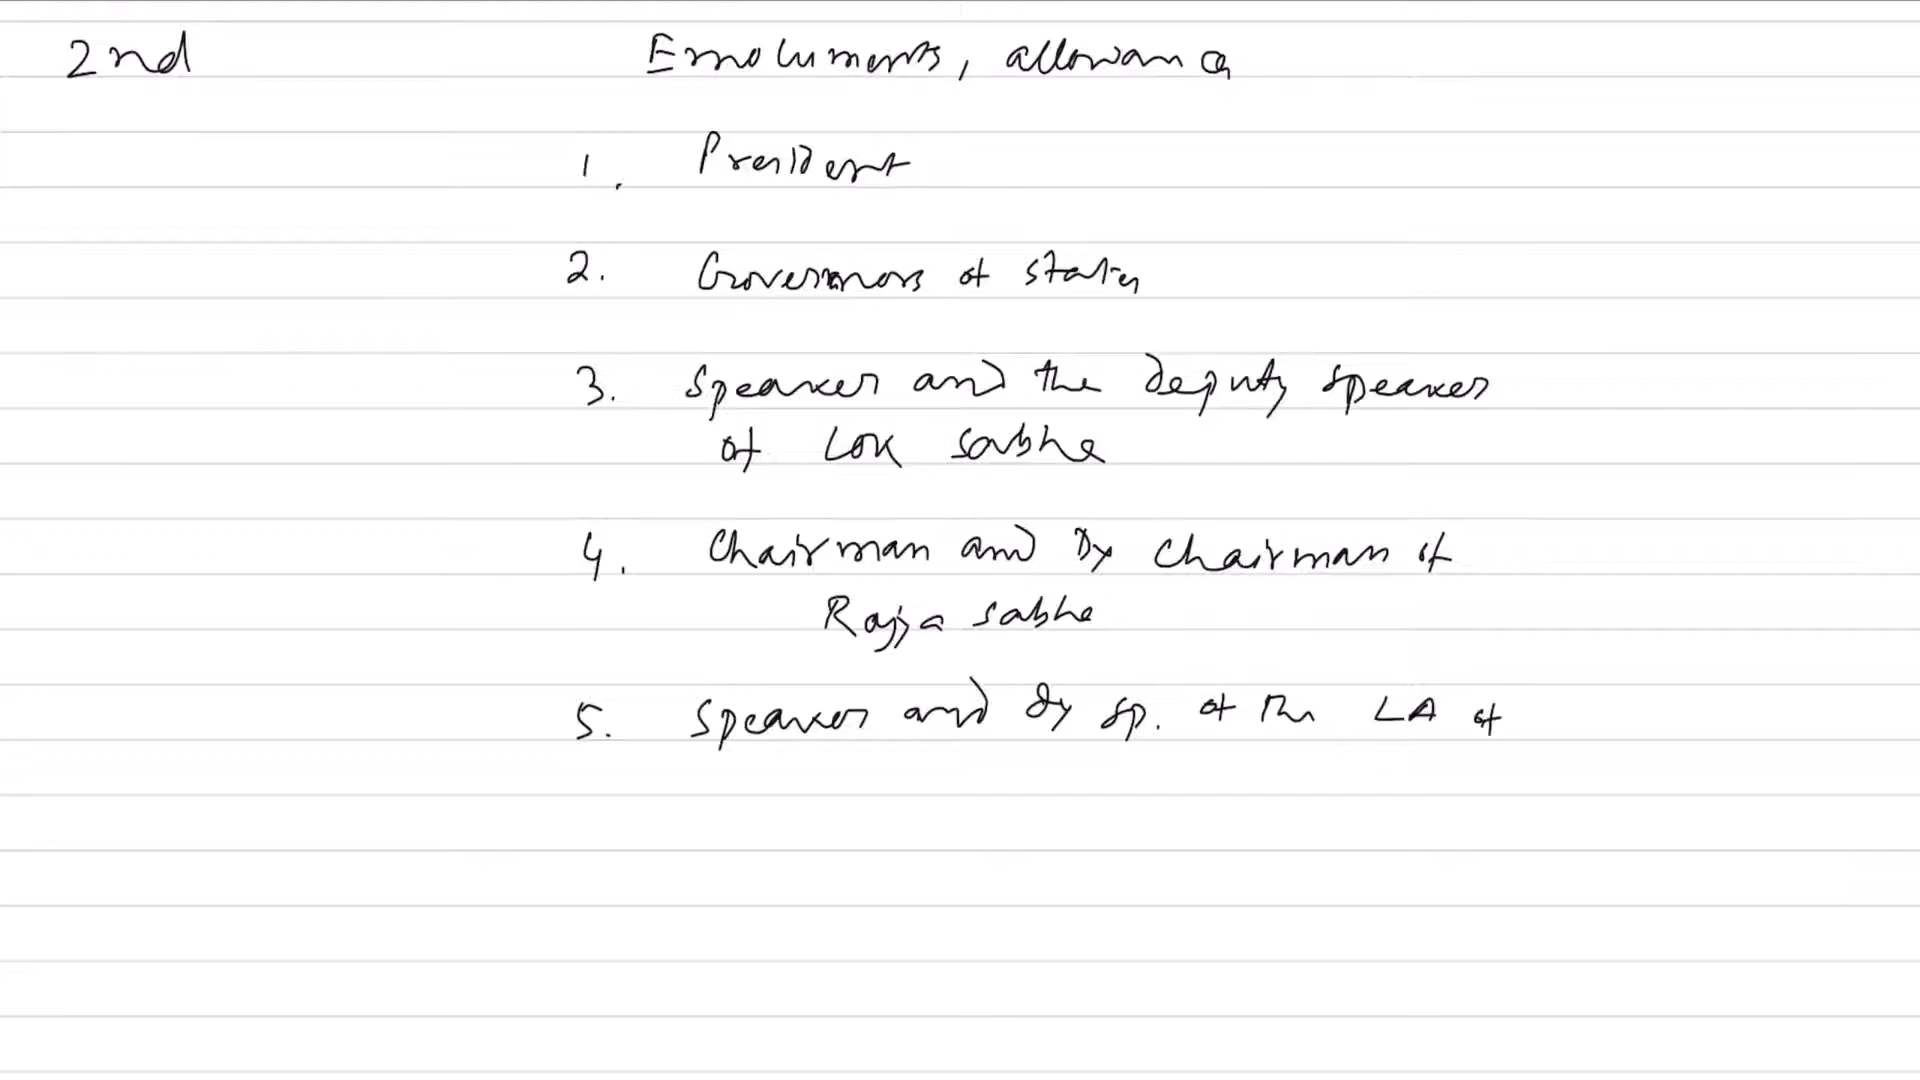 2nd Emoluments, allowances
1. President
2. Governors of states
3. Speaker and the deputy speaker
of Lok sabha
4. Chairman and Dy Chairman of
Rajya sabha
5. Speaker and dy sp. of the LA of